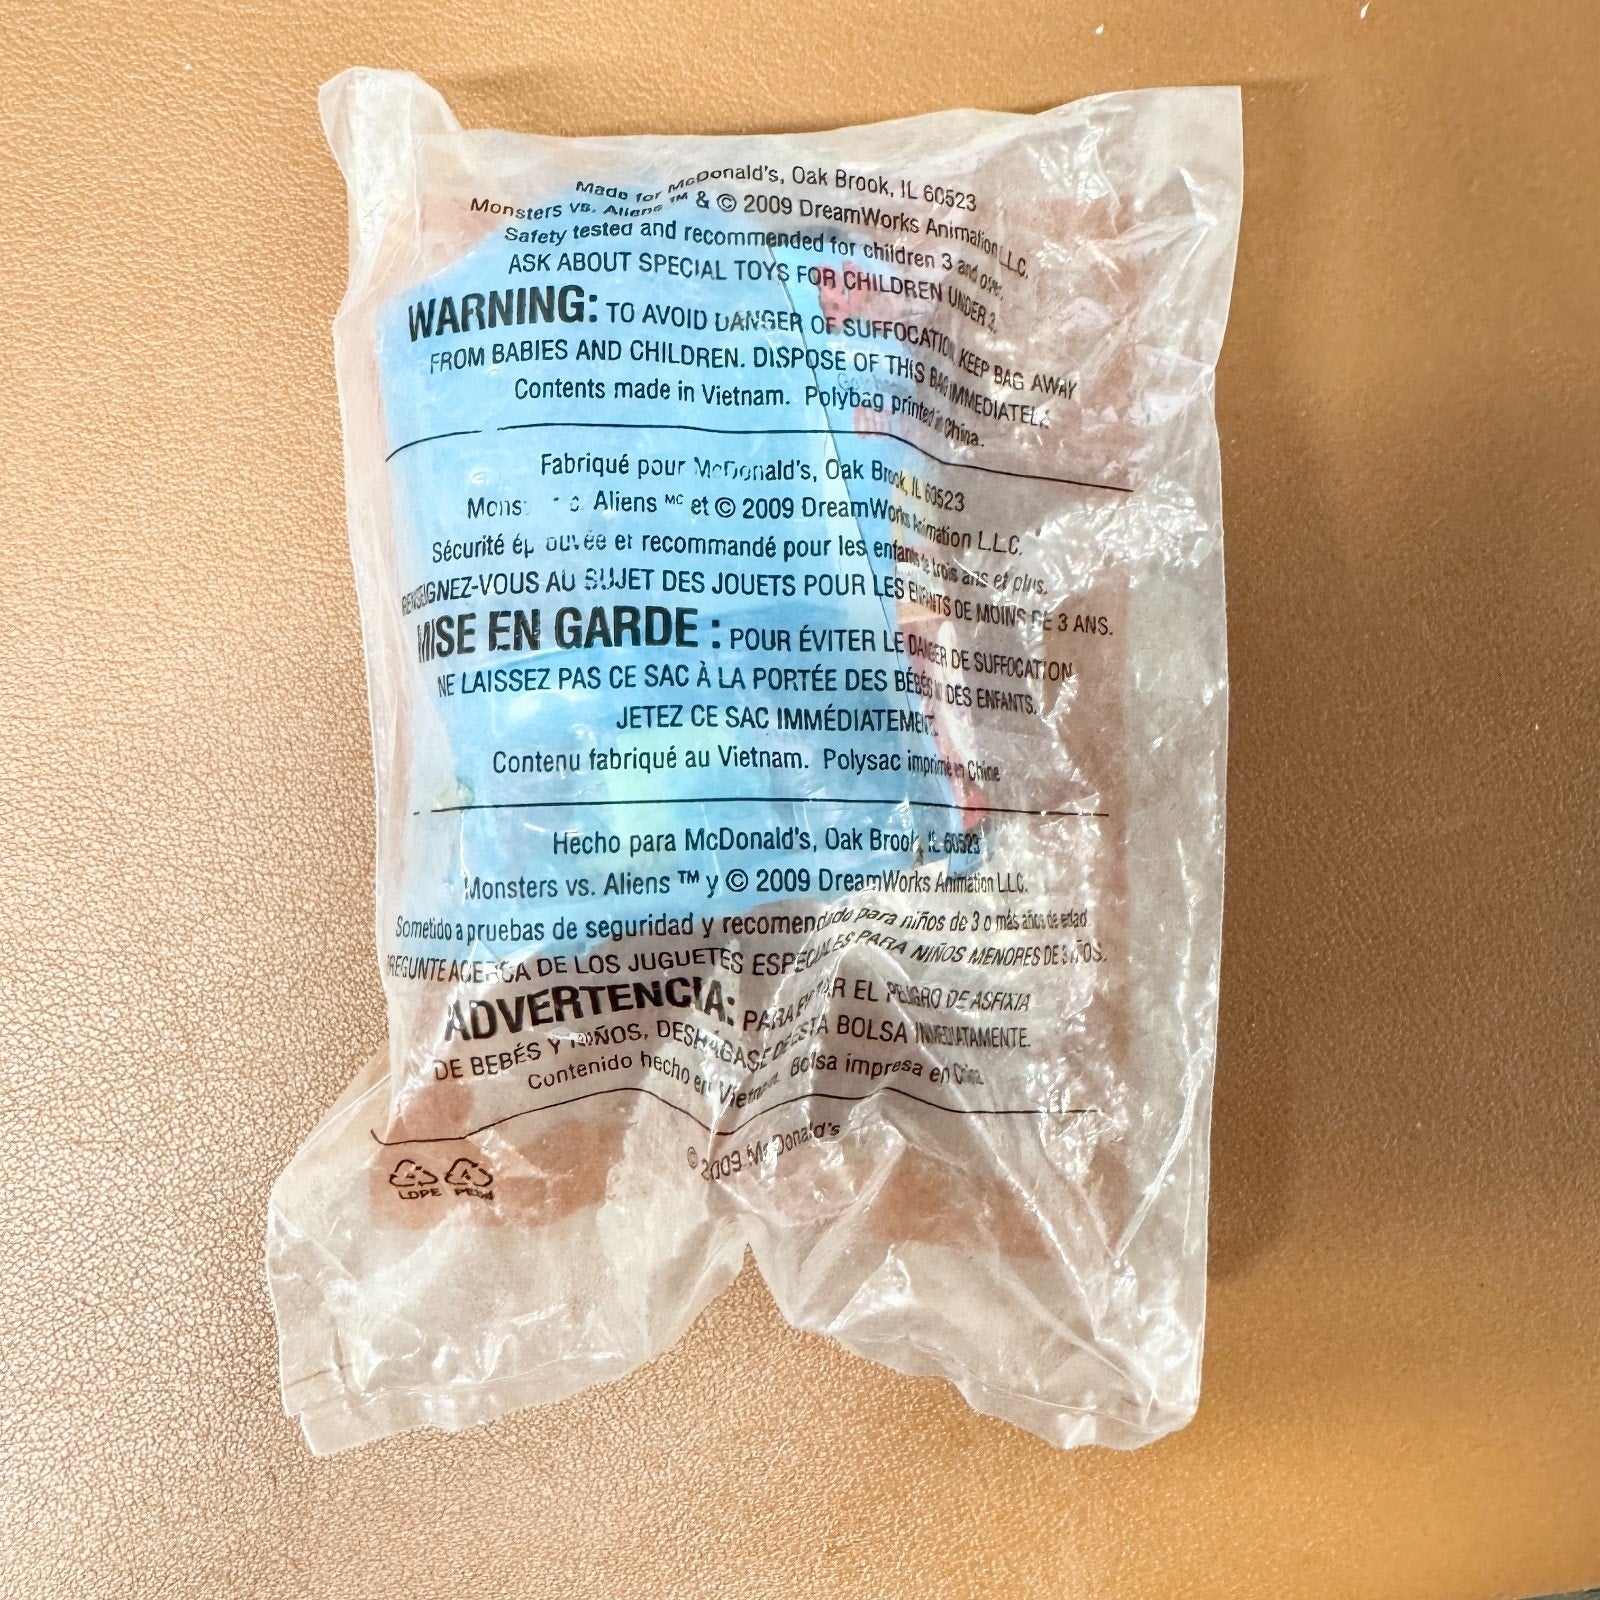 Made for McDonald's, Oak Brook, IL 60523
Monsters vs. Aliens ™ & © 2009 DreamWorks Animation L.L.C.
Safety tested and recommended for children 3 and over.
ASK ABOUT SPECIAL TOYS FOR CHILDREN UNDER 3.
WARNING: TO AVOID DANGER OF SUFFOCATION, KEEP BAG AWAY
FROM BABIES AND CHILDREN. DISPOSE OF THIS BAG IMMEDIATELY.
Contents made in Vietnam. Polybag printed in China.
Fabriqué pour McDonald's, Oak Brook, IL 60523
Aliens MC et © 2009 DreamWorks Animation L.L.C.
Sécurité éprouvée et recommandé pour les enfants de trois ans et plus.
RENSEIGNEZ-VOUS AU SUJET DES JOUETS POUR LES ENFANTS DE MOINS DE 3 ANS.
MISE EN GARDE : POUR ÉVITER LE DANGER DE SUFFOCATION
NE LAISSEZ PAS CE SAC À LA PORTÉE DES BÉBÉS NI DES ENFANTS.
JETEZ CE SAC IMMÉDIATEMENT.
Contenu fabriqué au Vietnam. Polysac imprimé en Chine
Hecho para McDonald's, Oak Brook, IL 60523
Monsters vs. Aliens ™ y © 2009 DreamWorks Animation L.L.C.
Sometido a pruebas de seguridad y recomendado para niños de 3 o más años de edad
PREGUNTE ACERCA DE LOS JUGUETES ESPECIALES PARA NIÑOS MENORES DE 3 AÑOS.
ADVERTENCIA: PARA EVITAR EL PELIGRO DE ASFIXIA
DE BEBÉS Y NIÑOS, DESHÁGASE DE ESTA BOLSA INMEDIATAMENTE.
Contenido hecho en Vietnam. Bolsa impresa en China
© 2009 McDonald's
LDPE